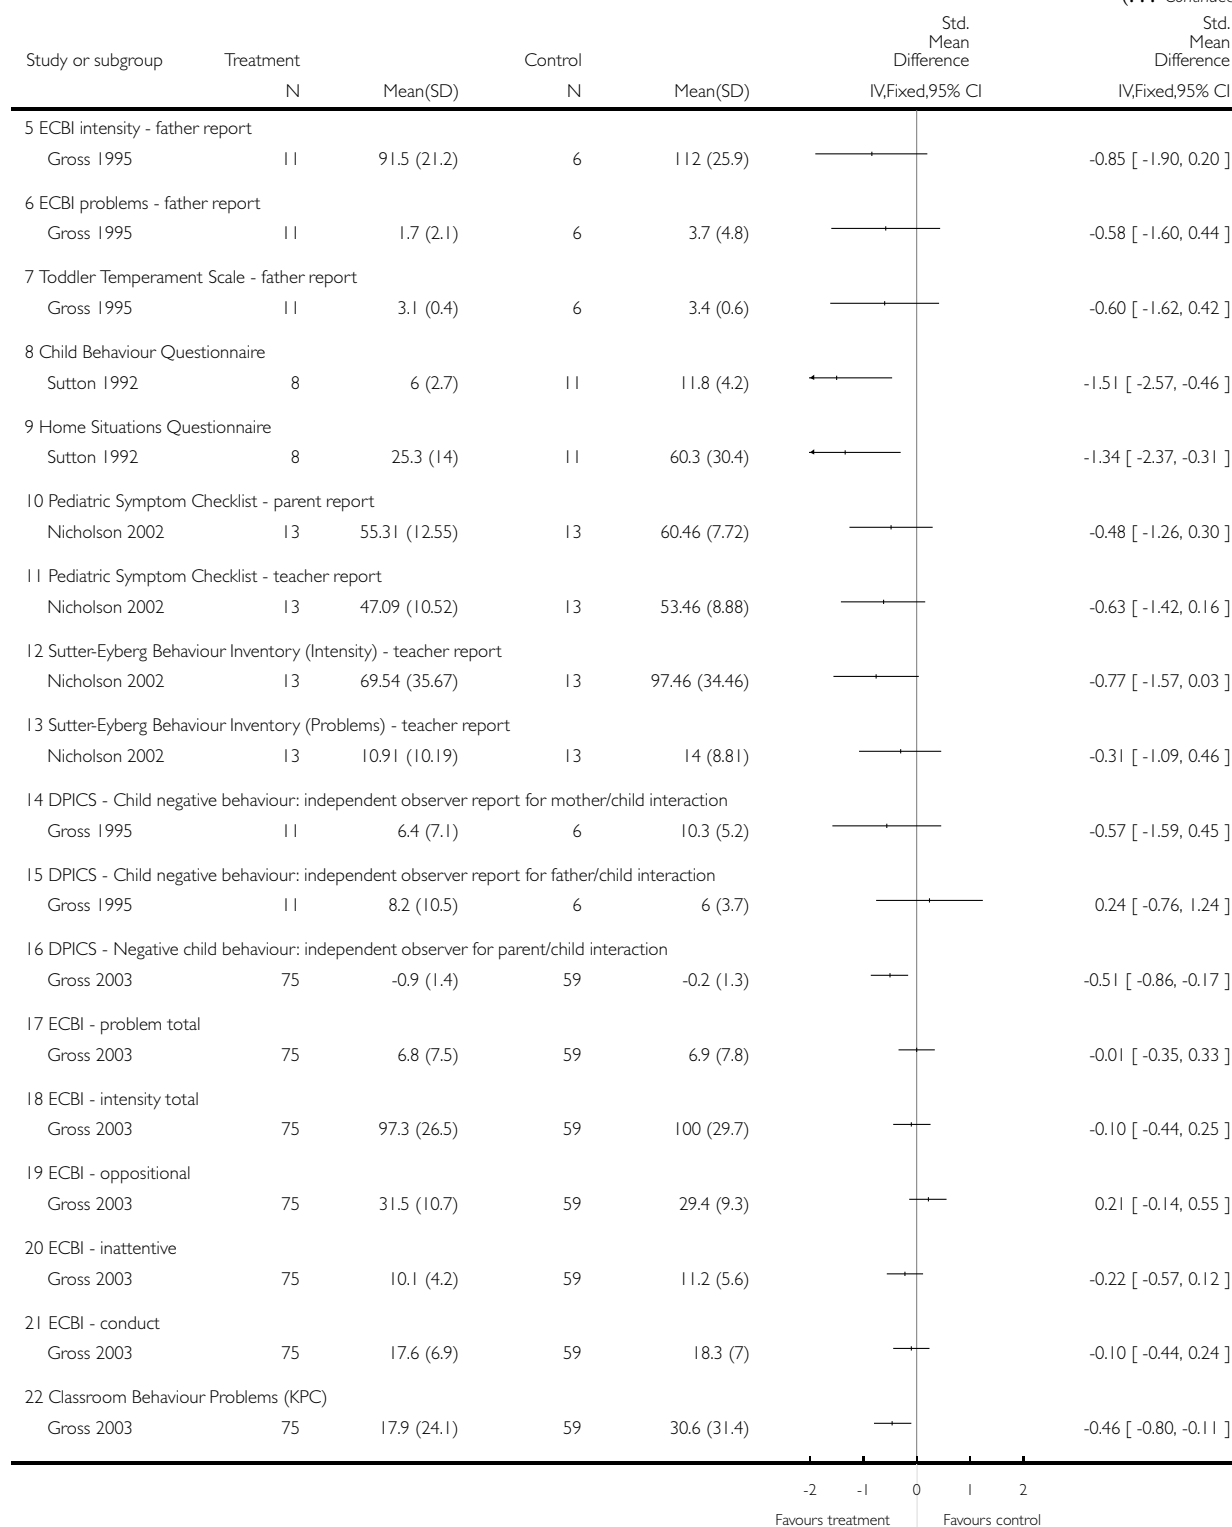 Continued
Std. Mean Difference Std. Mean Difference
Study or subgroup Treatment Control
N Mean(SD) N Mean(SD) IV,Fixed,95% CI IV,Fixed,95% CI
5 ECBI intensity - father report
Gross 1995 11 91.5 (21.2) 6 112 (25.9) -0.85 [ -1.90, 0.20 ]
6 ECBI problems - father report
Gross 1995 11 1.7 (2.1) 6 3.7 (4.8) -0.58 [ -1.60, 0.44 ]
7 Toddler Temperament Scale - father report
Gross 1995 11 3.1 (0.4) 6 3.4 (0.6) -0.60 [ -1.62, 0.42 ]
8 Child Behaviour Questionnaire
Sutton 1992 8 6 (2.7) 11 11.8 (4.2) -1.51 [ -2.57, -0.46 ]
9 Home Situations Questionnaire
Sutton 1992 8 25.3 (14) 11 60.3 (30.4) -1.34 [ -2.37, -0.31 ]
10 Pediatric Symptom Checklist - parent report
Nicholson 2002 13 55.31 (12.55) 13 60.46 (7.72) -0.48 [ -1.26, 0.30 ]
11 Pediatric Symptom Checklist - teacher report
Nicholson 2002 13 47.09 (10.52) 13 53.46 (8.88) -0.63 [ -1.42, 0.16 ]
12 Sutter-Eyberg Behaviour Inventory (Intensity) - teacher report
Nicholson 2002 13 69.54 (35.67) 13 97.46 (34.46) -0.77 [ -1.57, 0.03 ]
13 Sutter-Eyberg Behaviour Inventory (Problems) - teacher report
Nicholson 2002 13 10.91 (10.19) 13 14 (8.81) -0.31 [ -1.09, 0.46 ]
14 DPICS - Child negative behaviour: independent observer report for mother/child interaction
Gross 1995 11 6.4 (7.1) 6 10.3 (5.2) -0.57 [ -1.59, 0.45 ]
15 DPICS - Child negative behaviour: independent observer report for father/child interaction
Gross 1995 11 8.2 (10.5) 6 6 (3.7) 0.24 [ -0.76, 1.24 ]
16 DPICS - Negative child behaviour: independent observer for parent/child interaction
Gross 2003 75 -0.9 (1.4) 59 -0.2 (1.3) -0.51 [ -0.86, -0.17 ]
17 ECBI - problem total
Gross 2003 75 6.8 (7.5) 59 6.9 (7.8) -0.01 [ -0.35, 0.33 ]
18 ECBI - intensity total
Gross 2003 75 97.3 (26.5) 59 100 (29.7) -0.10 [ -0.44, 0.25 ]
19 ECBI - oppositional
Gross 2003 75 31.5 (10.7) 59 29.4 (9.3) 0.21 [ -0.14, 0.55 ]
20 ECBI - inattentive
Gross 2003 75 10.1 (4.2) 59 11.2 (5.6) -0.22 [ -0.57, 0.12 ]
21 ECBI - conduct
Gross 2003 75 17.6 (6.9) 59 18.3 (7) -0.10 [ -0.44, 0.24 ]
22 Classroom Behaviour Problems (KPC)
Gross 2003 75 17.9 (24.1) 59 30.6 (31.4) -0.46 [ -0.80, -0.11 ]
-2 -1 0 1 2
Favours treatment Favours control